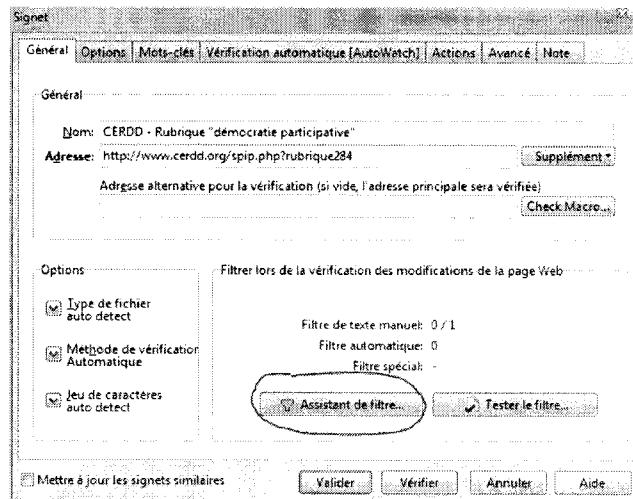 Signet
Général Options Mots-clés Vérification automatique [AutoWatch] Actions Avancé Note
Général
Nom: CERDD - Rubrique "démocratie participative"
Adresse: http://www.cerdd.org/spip.php?rubrique284 Supplément
Adresse alternative pour la vérification (si vide, l'adresse principale sera vérifiée)
Check Macro...
Options Filtrer lors de la vérification des modifications de la page Web
Type de fichier
auto detect
Méthode de vérification
Automatique
Jeu de caractères
auto detect
Filtre de texte manuel: 0 / 1
Filtre automatique: 0
Filtre spécial: -
Assistant de filtre... Tester le filtre...
Mettre à jour les signets similaires Valider Vérifier Annuler Aide